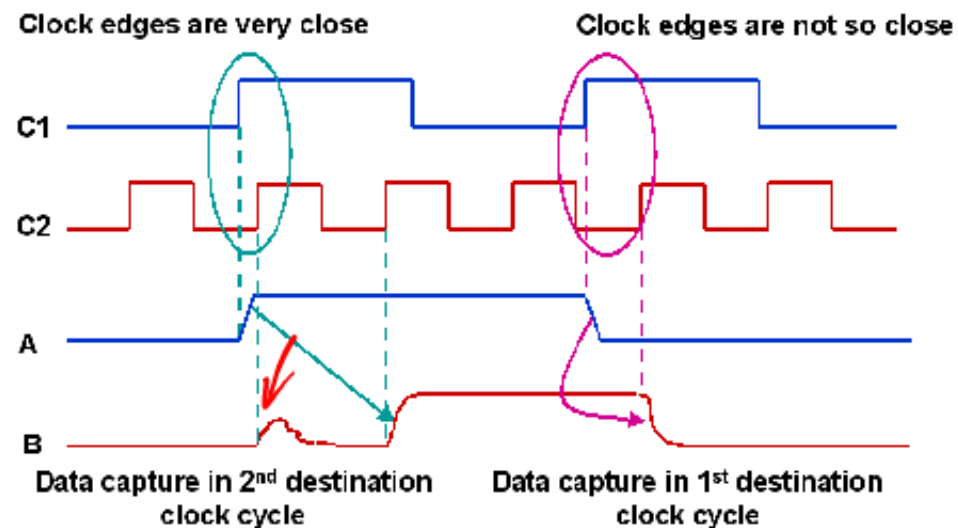 Clock edges are very close
Clock edges are not so close
C1
C2
A
B
Data capture in 2nd destination
clock cycle
Data capture in 1st destination
clock cycle